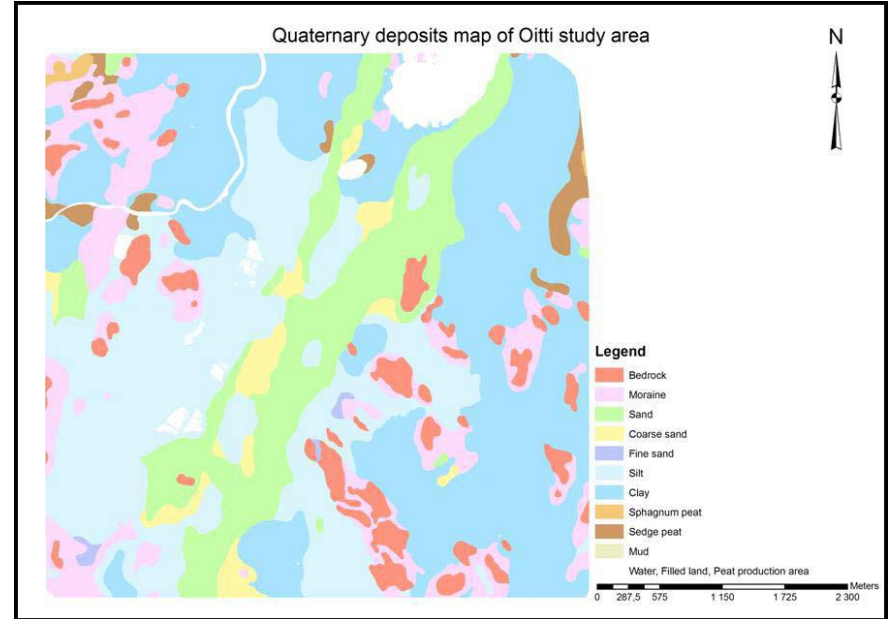 Quaternary deposits map of Oitti study area
N
Legend
Bedrock
Moraine
Sand
Coarse sand
Fine sand
Silt
Clay
Sphagnum peat
Sedge peat
Mud
Water, Filled land, Peat production area
Meters
0 287,5 575 1 150 1 725 2 300